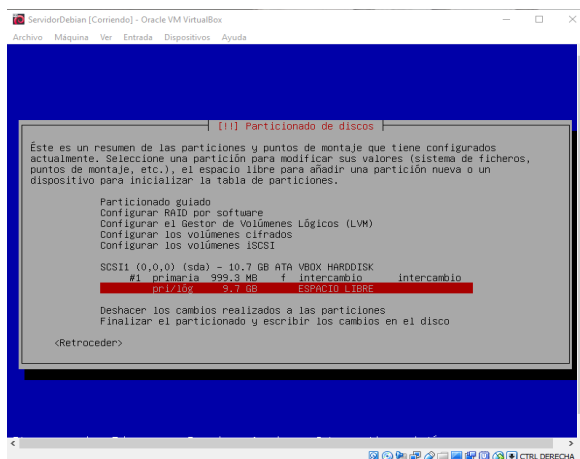 ServidorDebian [Corriendo] - Oracle VM VirtualBox
Archivo Máquina Ver Entrada Dispositivos Ayuda
[!!] Particionado de discos
Éste es un resumen de las particiones y puntos de montaje que tiene configurados
actualmente. Seleccione una partición para modificar sus valores (sistema de ficheros,
puntos de montaje, etc.), el espacio libre para añadir una partición nueva o un
dispositivo para inicializar la tabla de particiones.
Particionado guiado
Configurar RAID por software
Configurar el Gestor de Volúmenes Lógicos (LVM)
Configurar los volúmenes cifrados
Configurar los volúmenes iSCSI
SCSI1 (0,0,0) (sda) - 10.7 GB ATA VBOX HARDDISK
#1 primaria 999.3 MB f intercambio intercambio
pri/lóg 9.7 GB ESPACIO LIBRE
Deshacer los cambios realizados a las particiones
Finalizar el particionado y escribir los cambios en el disco
<Retroceder>
CTRL DERECHA